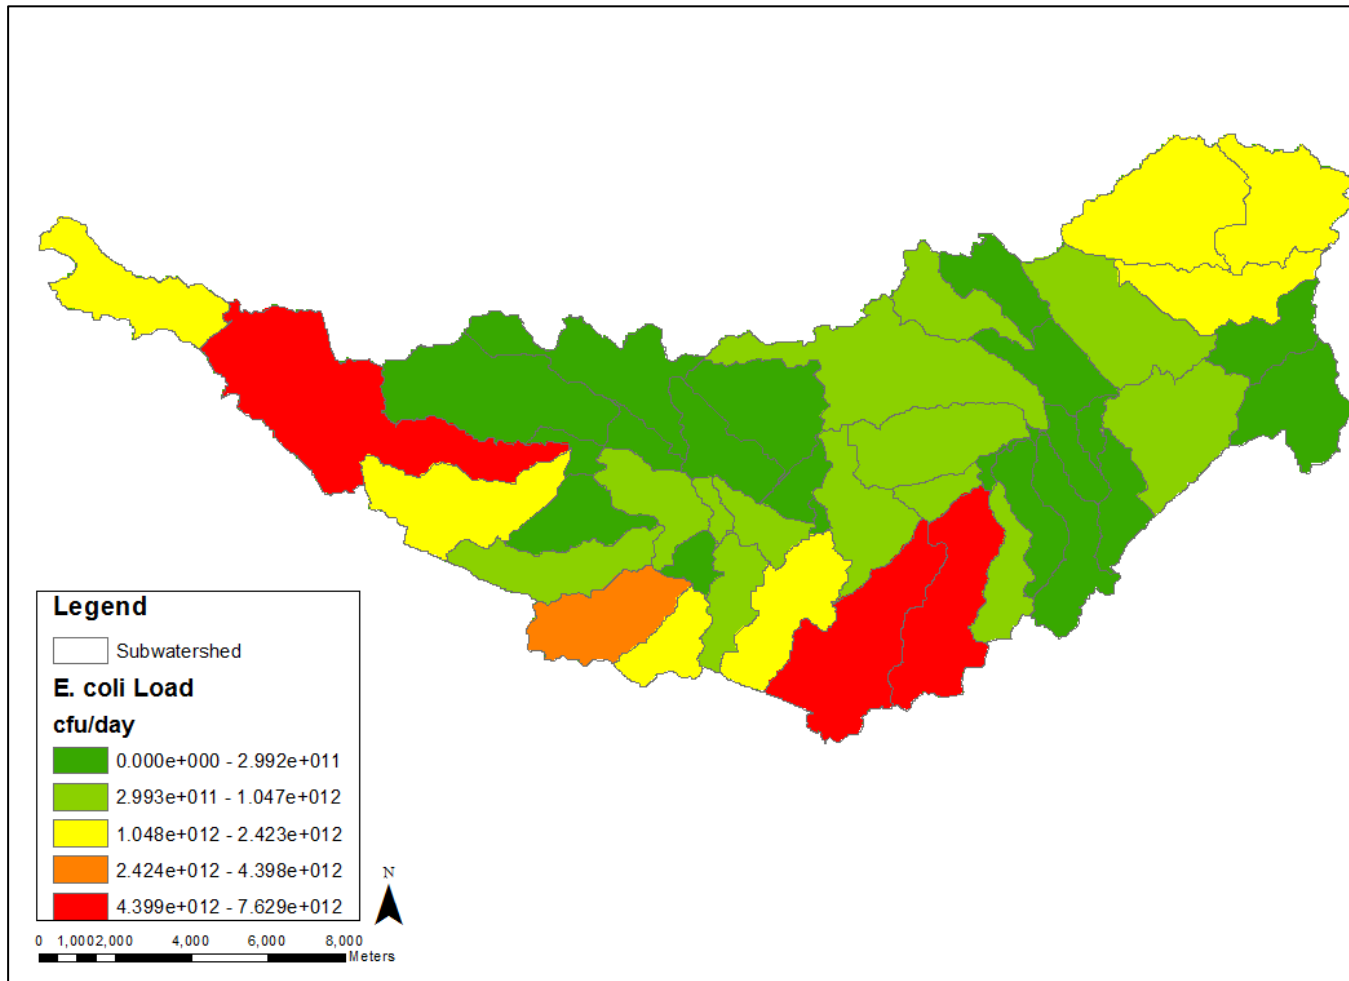 Legend
Subwatershed
E. coli Load
cfu/day
0.000e+000 - 2.992e+011
2.993e+011 - 1.047e+012
1.048e+012 - 2.423e+012
2.424e+012 - 4.398e+012
4.399e+012 - 7.629e+012
N
0 1,0002,000 4,000 6,000 8,000
Meters